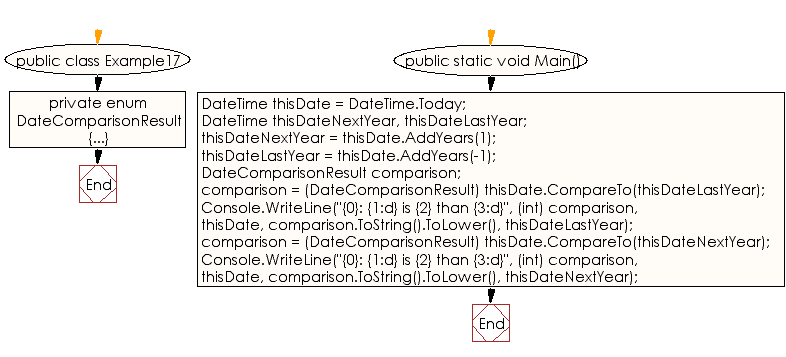 public class Example17
private enum
DateComparisonResult
{...}
End
public static void Main()
DateTime thisDate = DateTime.Today;
DateTime thisDateNextYear, thisDateLastYear;
thisDateNextYear = thisDate.AddYears(1);
thisDateLastYear = thisDate.AddYears(-1);
DateComparisonResult comparison;
comparison = (DateComparisonResult) thisDate.CompareTo(thisDateLastYear);
Console.WriteLine("{0}: {1:d} is {2} than {3:d}", (int) comparison,
thisDate, comparison.ToString().ToLower(), thisDateLastYear);
comparison = (DateComparisonResult) thisDate.CompareTo(thisDateNextYear);
Console.WriteLine("{0}: {1:d} is {2} than {3:d}", (int) comparison,
thisDate, comparison.ToString().ToLower(), thisDateNextYear);
End